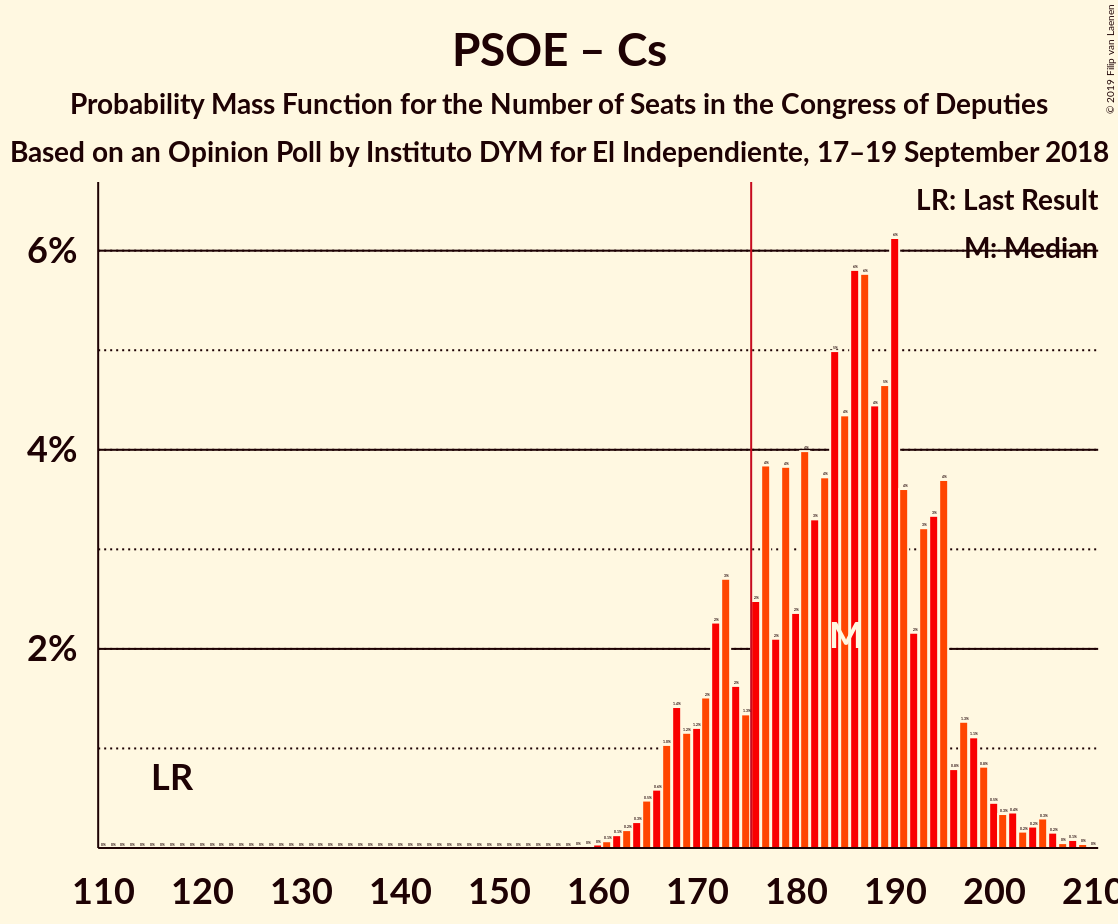 PSOE – Cs
Probability Mass Function for the Number of Seats in the Congress of Deputies
Based on an Opinion Poll by Instituto DYM for El Independiente, 17–19 September 2018
© 2019 Filip van Laenen
LR: Last Result
M: Median
6%
4%
2%
LR
M
110 120 130 140 150 160 170 180 190 200 210